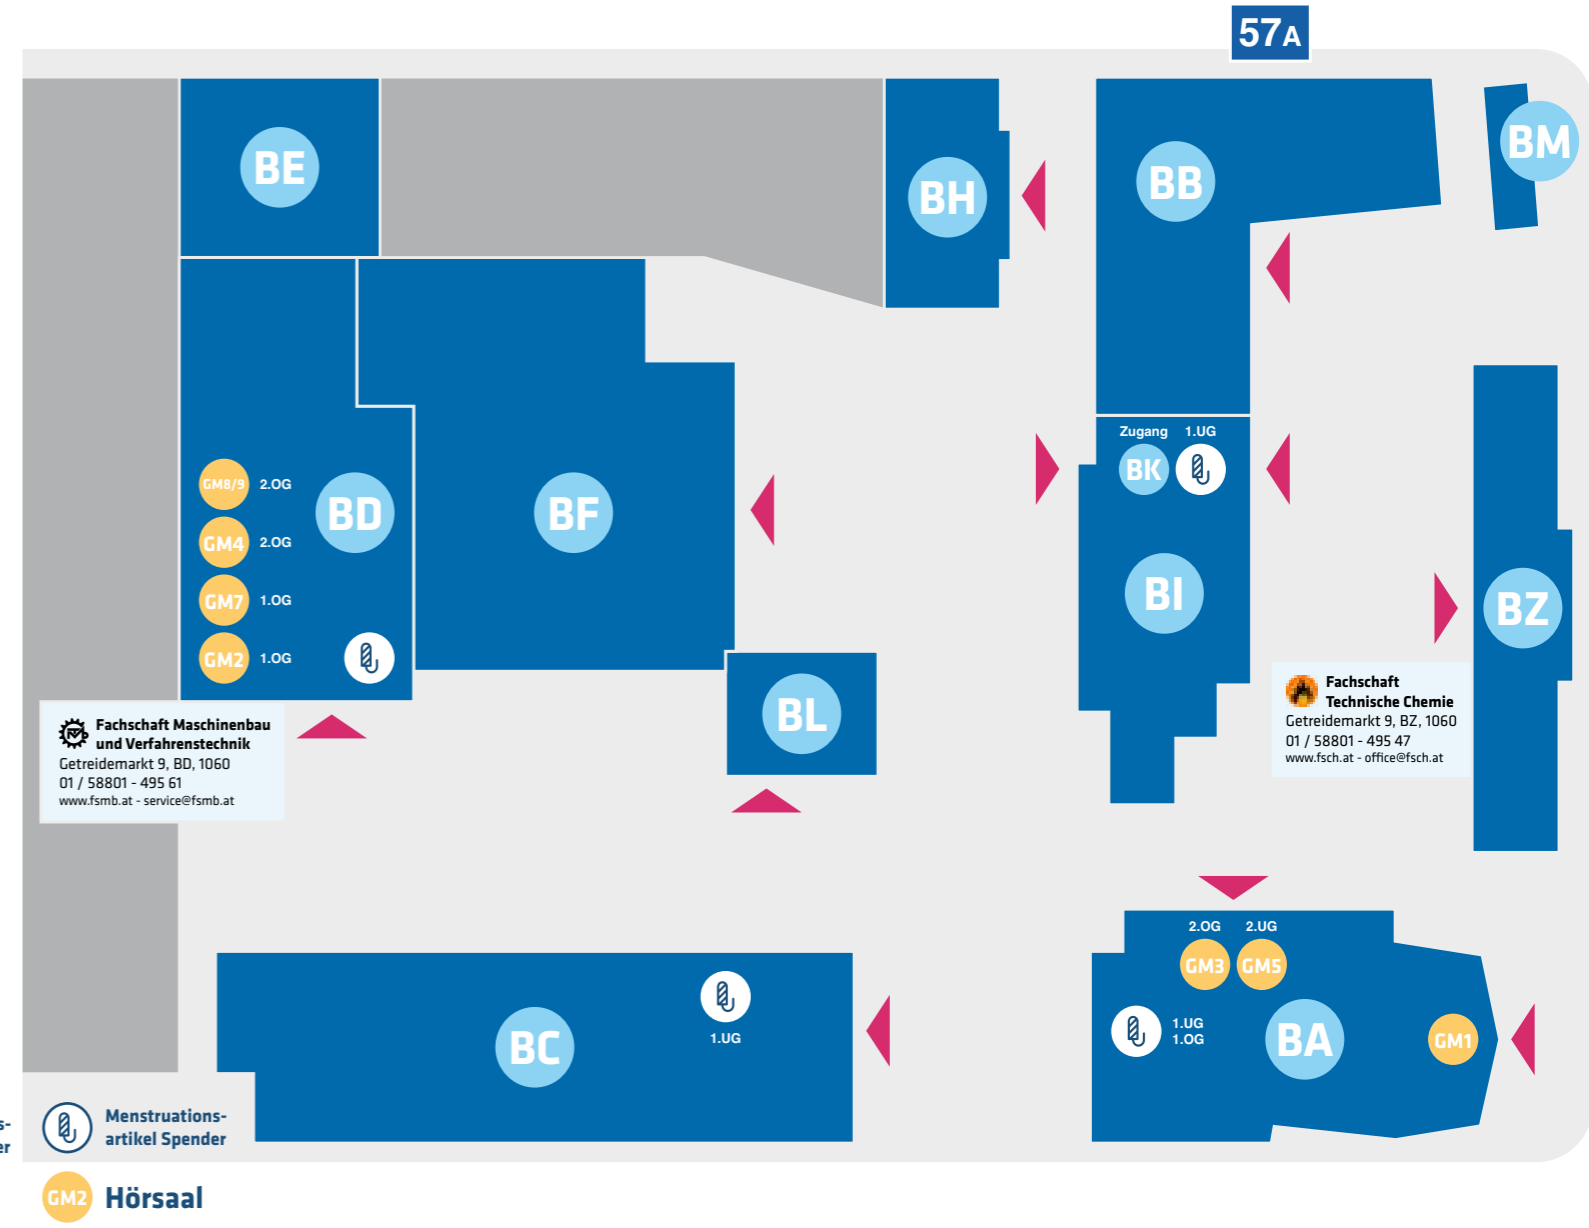 57A
BE
BH
BB
BM
GM8/9 2.OG
GM4 2.OG
GM7 1.OG
GM2 1.OG
BD
BF
Zugang 1.UG
BK
BI
BZ
BL
Fachschaft Maschinenbau
und Verfahrenstechnik
Getreidemarkt 9, BD, 1060
01 / 58801 - 495 61
www.fsmb.at - service@fsmb.at
Fachschaft
Technische Chemie
Getreidemarkt 9, BZ, 1060
01 / 58801 - 495 47
www.fsch.at - office@fsch.at
BC
1.UG
2.OG 2.UG
GM3 GM5
1.UG
1.OG
BA
GM1
s-
er
Menstruations-
artikel Spender
GM2 Hörsaal